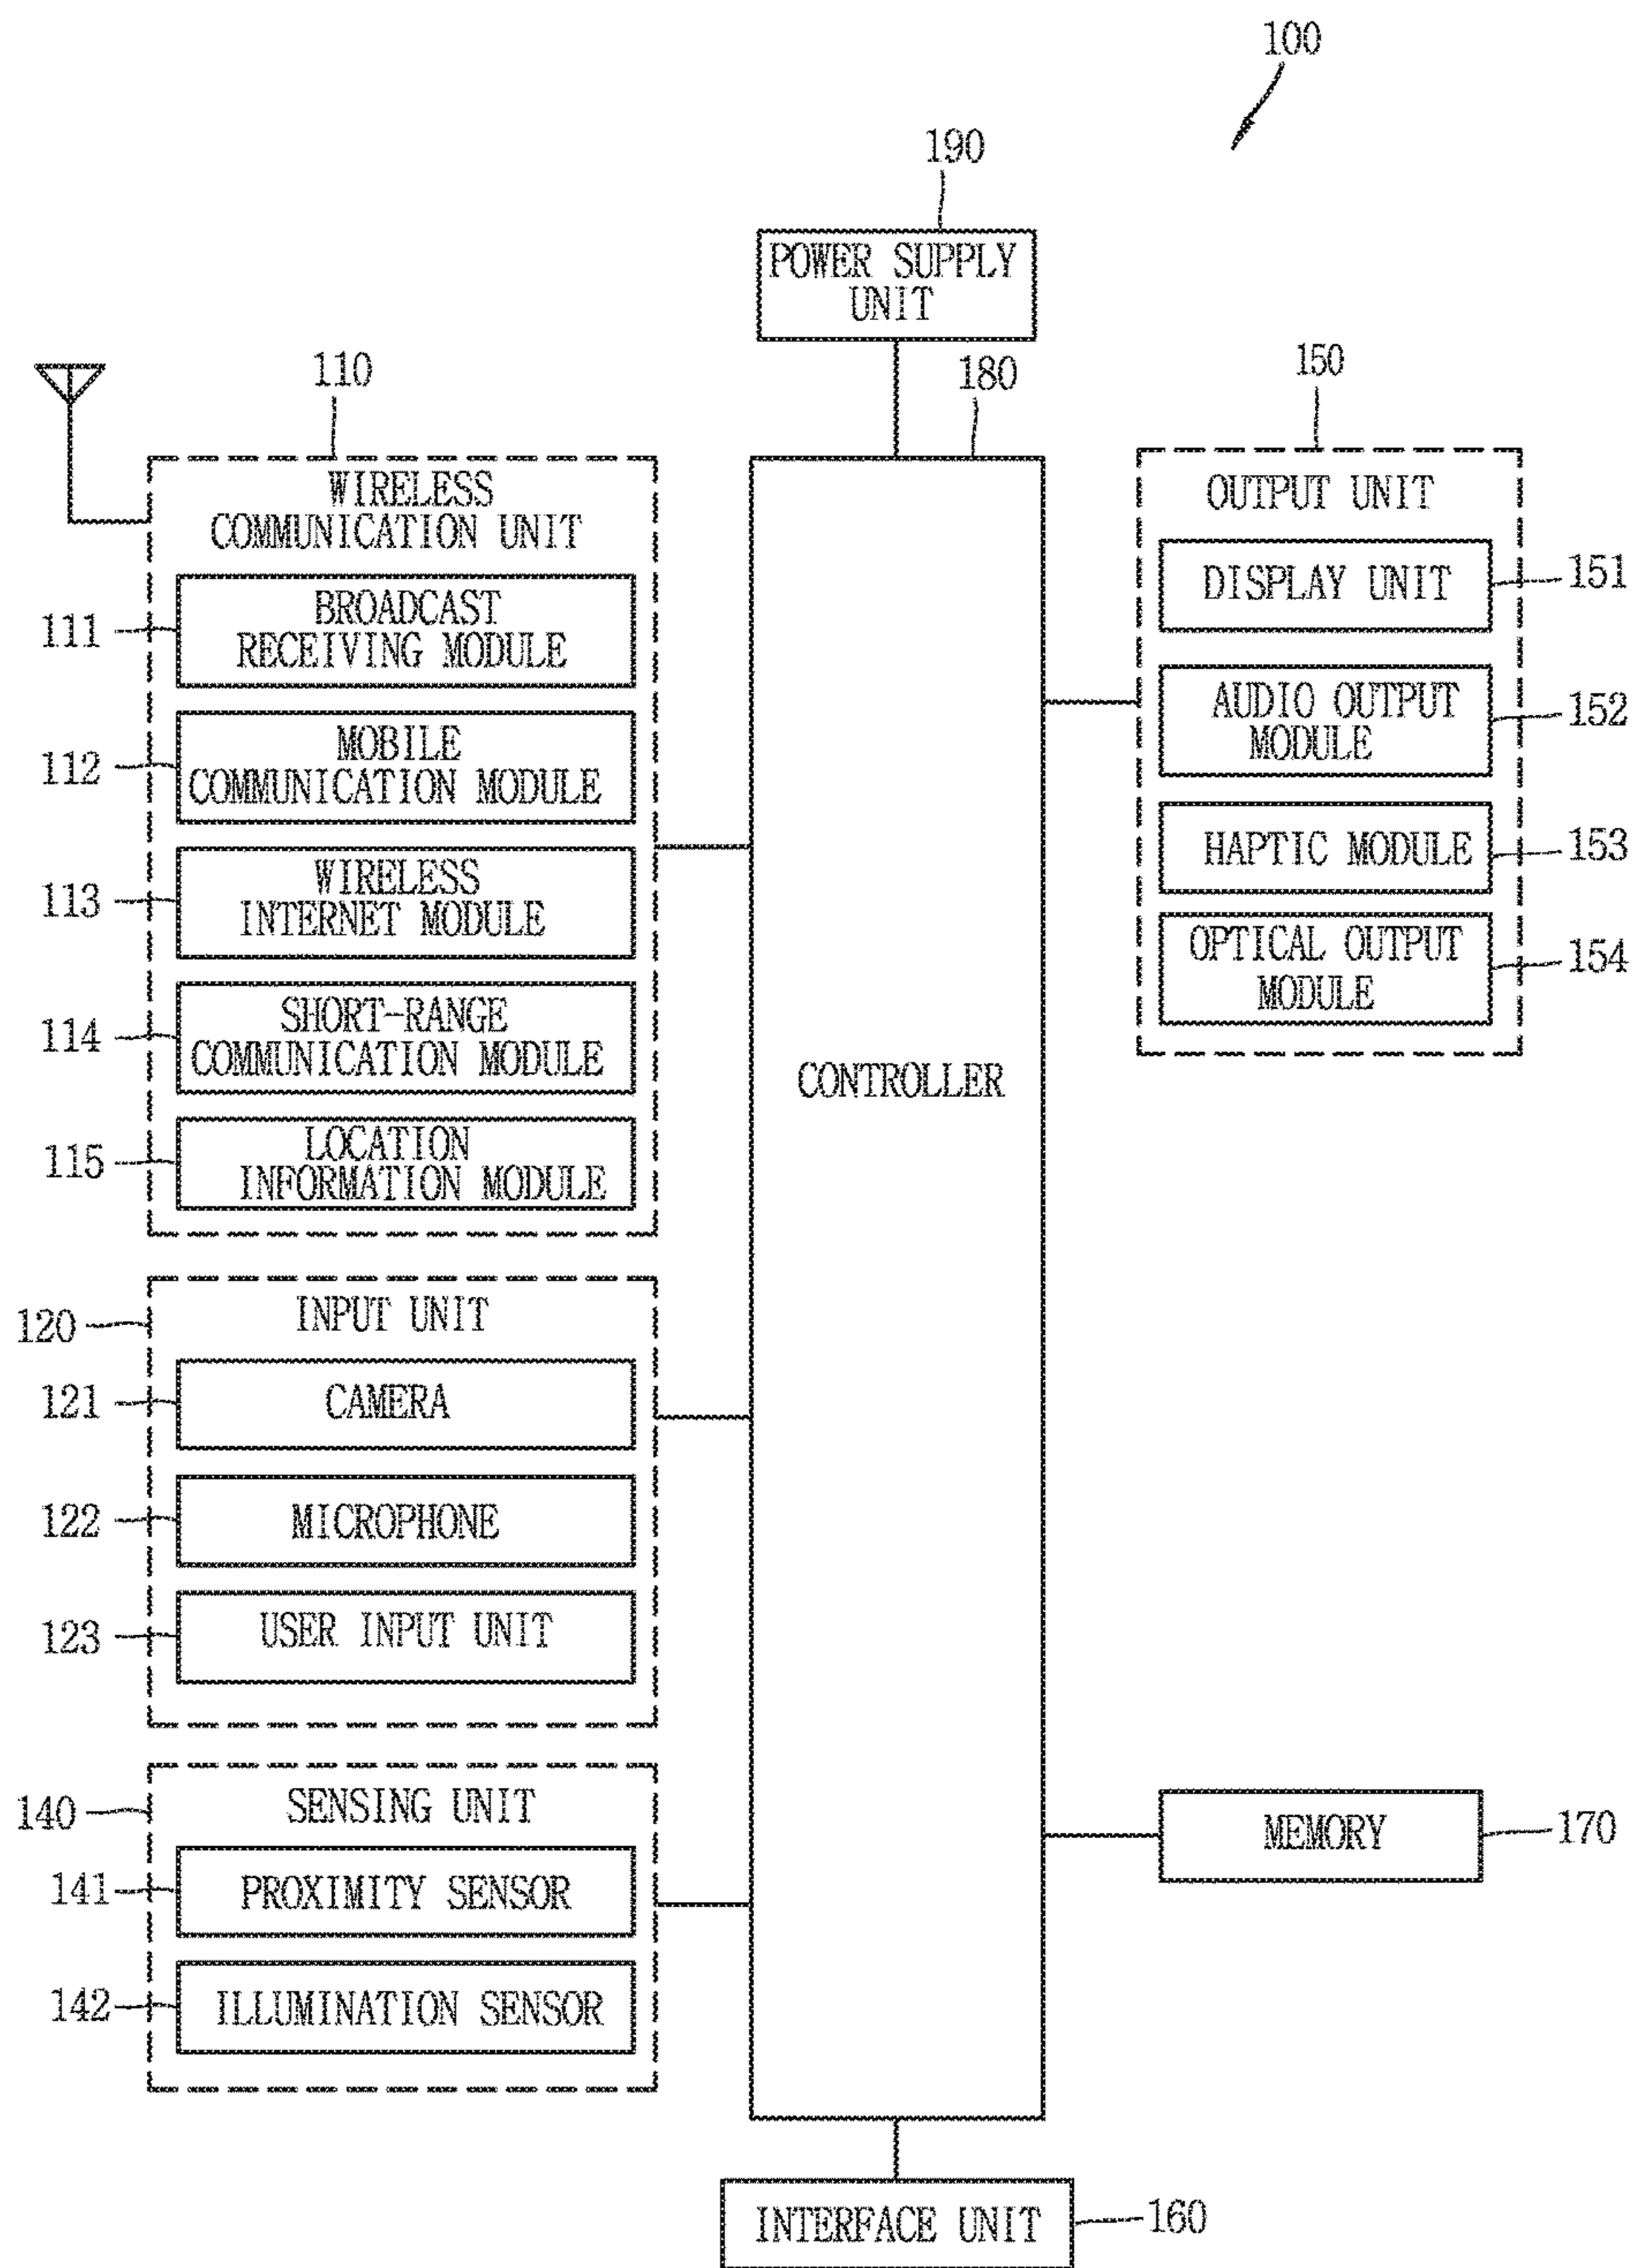 100
190
POWER SUPPLY
UNIT
110
180
150
WIRELESS
COMMUNICATION UNIT
111
BROADCAST
RECEIVING MODULE
112
MOBILE
COMMUNICATION MODULE
113
WIRELESS
INTERNET MODULE
114
SHORT-RANGE
COMMUNICATION MODULE
115
LOCATION
INFORMATION MODULE
120
INPUT UNIT
121
CAMERA
122
MICROPHONE
123
USER INPUT UNIT
140
SENSING UNIT
141
PROXIMITY SENSOR
142
ILLUMINATION SENSOR
CONTROLLER
OUTPUT UNIT
DISPLAY UNIT
151
AUDIO OUTPUT
MODULE
152
HAPTIC MODULE
153
OPTICAL OUTPUT
MODULE
154
MEMORY
170
INTERFACE UNIT
160